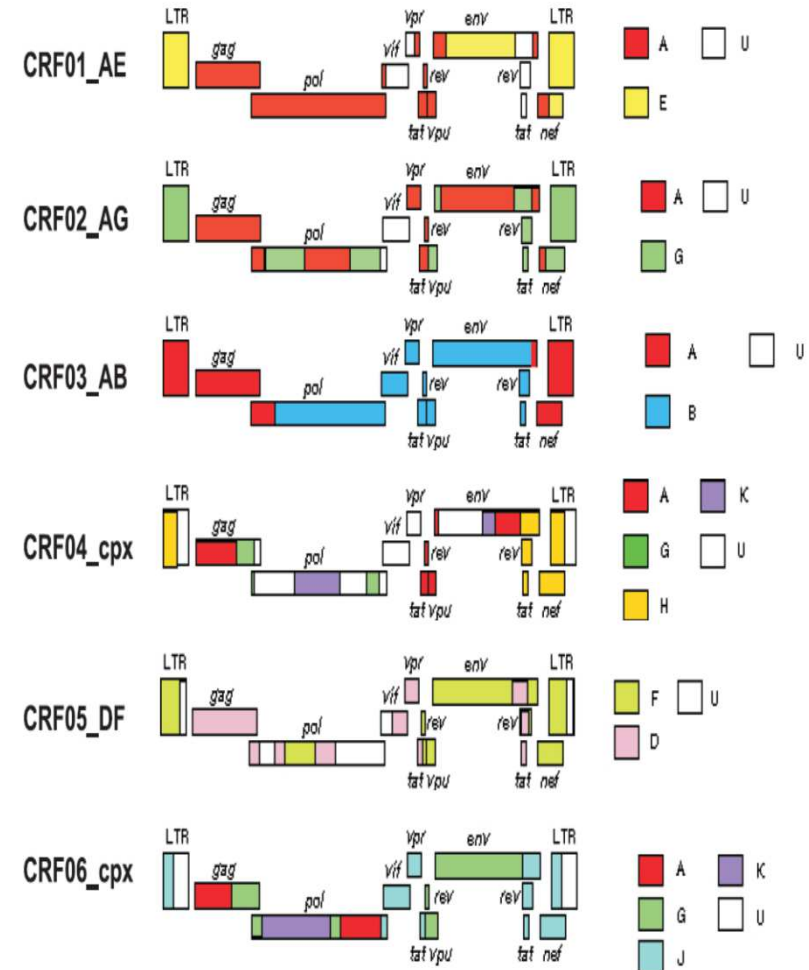 LTR vpr env LTR
CRF01_AE gag vif A U
pol rev rev E
tat vpu tat nef
LTR vpr env LTR
CRF02_AG gag vif A U
pol rev rev G
tat vpu tat nef
LTR vpr env LTR
CRF03_AB gag vif A U
pol rev rev B
tat vpu tat nef
LTR vpr env LTR
CRF04_cpx gag vif A K
pol rev rev G U
tat vpu tat nef H
LTR vpr env LTR
CRF05_DF gag vif F U
pol rev rev D
tat vpu tat nef
LTR vpr env LTR
CRF06_cpx gag vif A K
pol rev rev G U
tat vpu tat nef J